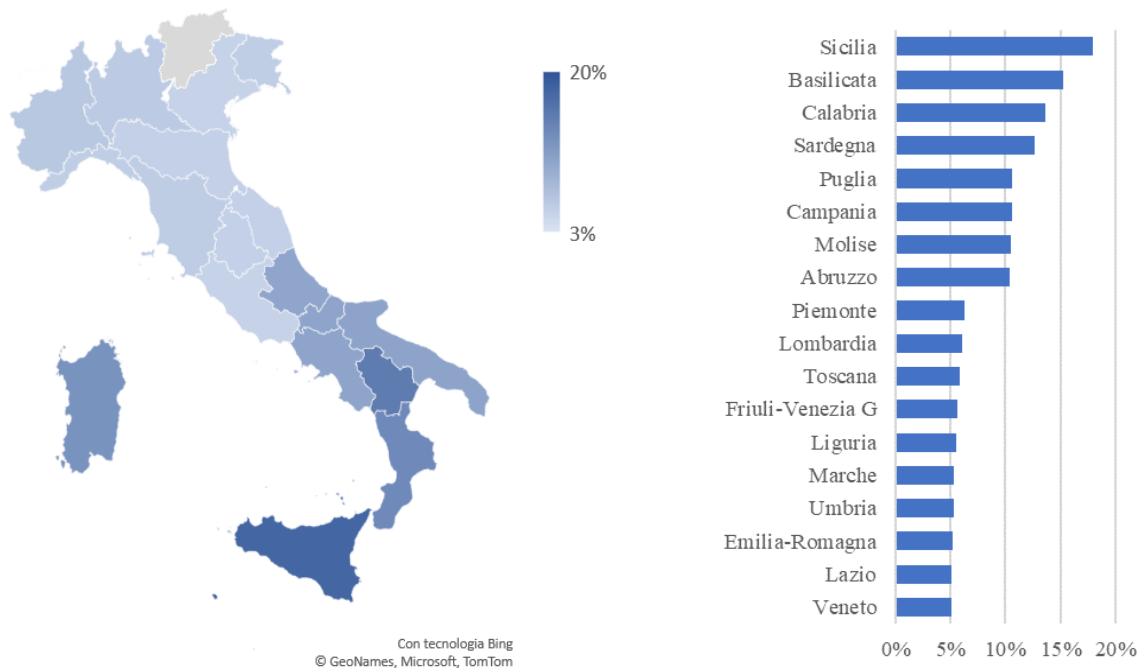 20%
3%
Con tecnologia Bing
© GeoNames, Microsoft, TomTom
Sicilia
Basilicata
Calabria
Sardegna
Puglia
Campania
Molise
Abruzzo
Piemonte
Lombardia
Toscana
Friuli-Venezia G
Liguria
Marche
Umbria
Emilia-Romagna
Lazio
Veneto
0% 5% 10% 15% 20%